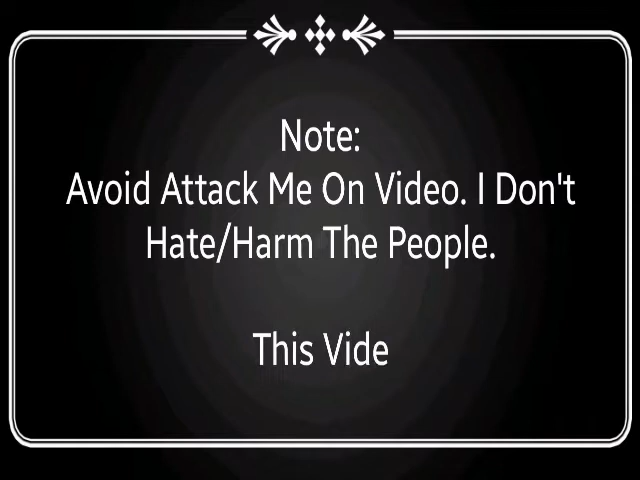 Note:
Avoid Attack Me On Video. I Don't
Hate/Harm The People.
This Vide